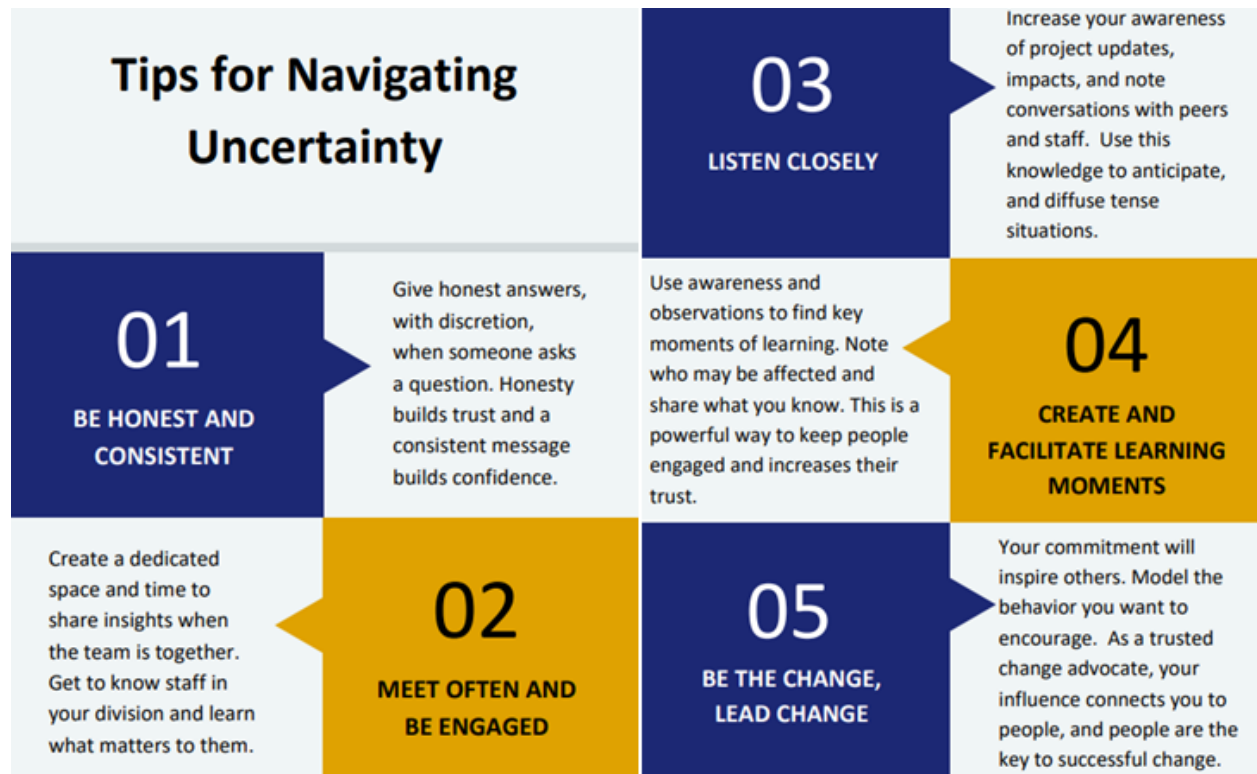 Tips for Navigating
Uncertainty
01
BE HONEST AND
CONSISTENT
Give honest answers,
with discretion,
when someone asks
a question. Honesty
builds trust and a
consistent message
builds confidence.
Create a dedicated
space and time to
share insights when
the team is together.
Get to know staff in
your division and learn
what matters to them.
02
MEET OFTEN AND
BE ENGAGED
03
LISTEN CLOSELY
Increase your awareness
of project updates,
impacts, and note
conversations with peers
and staff.  Use this
knowledge to anticipate,
and diffuse tense
situations.
Use awareness and
observations to find key
moments of learning. Note
who may be affected and
share what you know. This is a
powerful way to keep people
engaged and increases their
trust.
04
CREATE AND
FACILITATE LEARNING
MOMENTS
05
BE THE CHANGE,
LEAD CHANGE
Your commitment will
inspire others. Model the
behavior you want to
encourage.  As a trusted
change advocate, your
influence connects you to
people, and people are the
key to successful change.